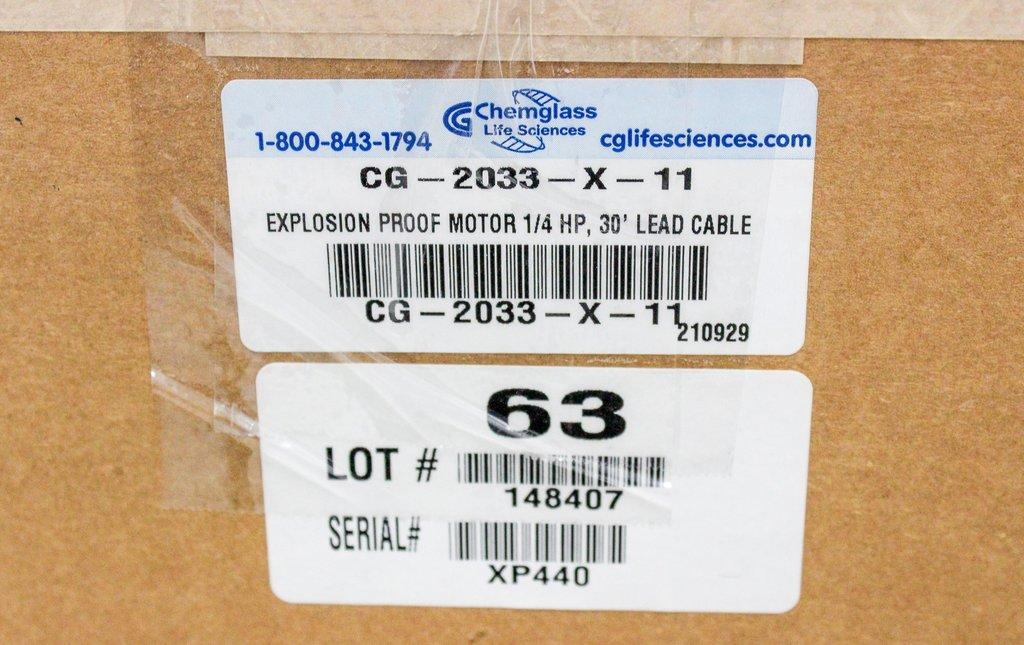 Chemglass
Life Sciences
1-800-843-1794
cglifesciences.com
CG-2033-X-11
EXPLOSION PROOF MOTOR 1/4 HP, 30' LEAD CABLE
CG-2033-X-11
210929
63
LOT #
148407
SERIAL#
XP440